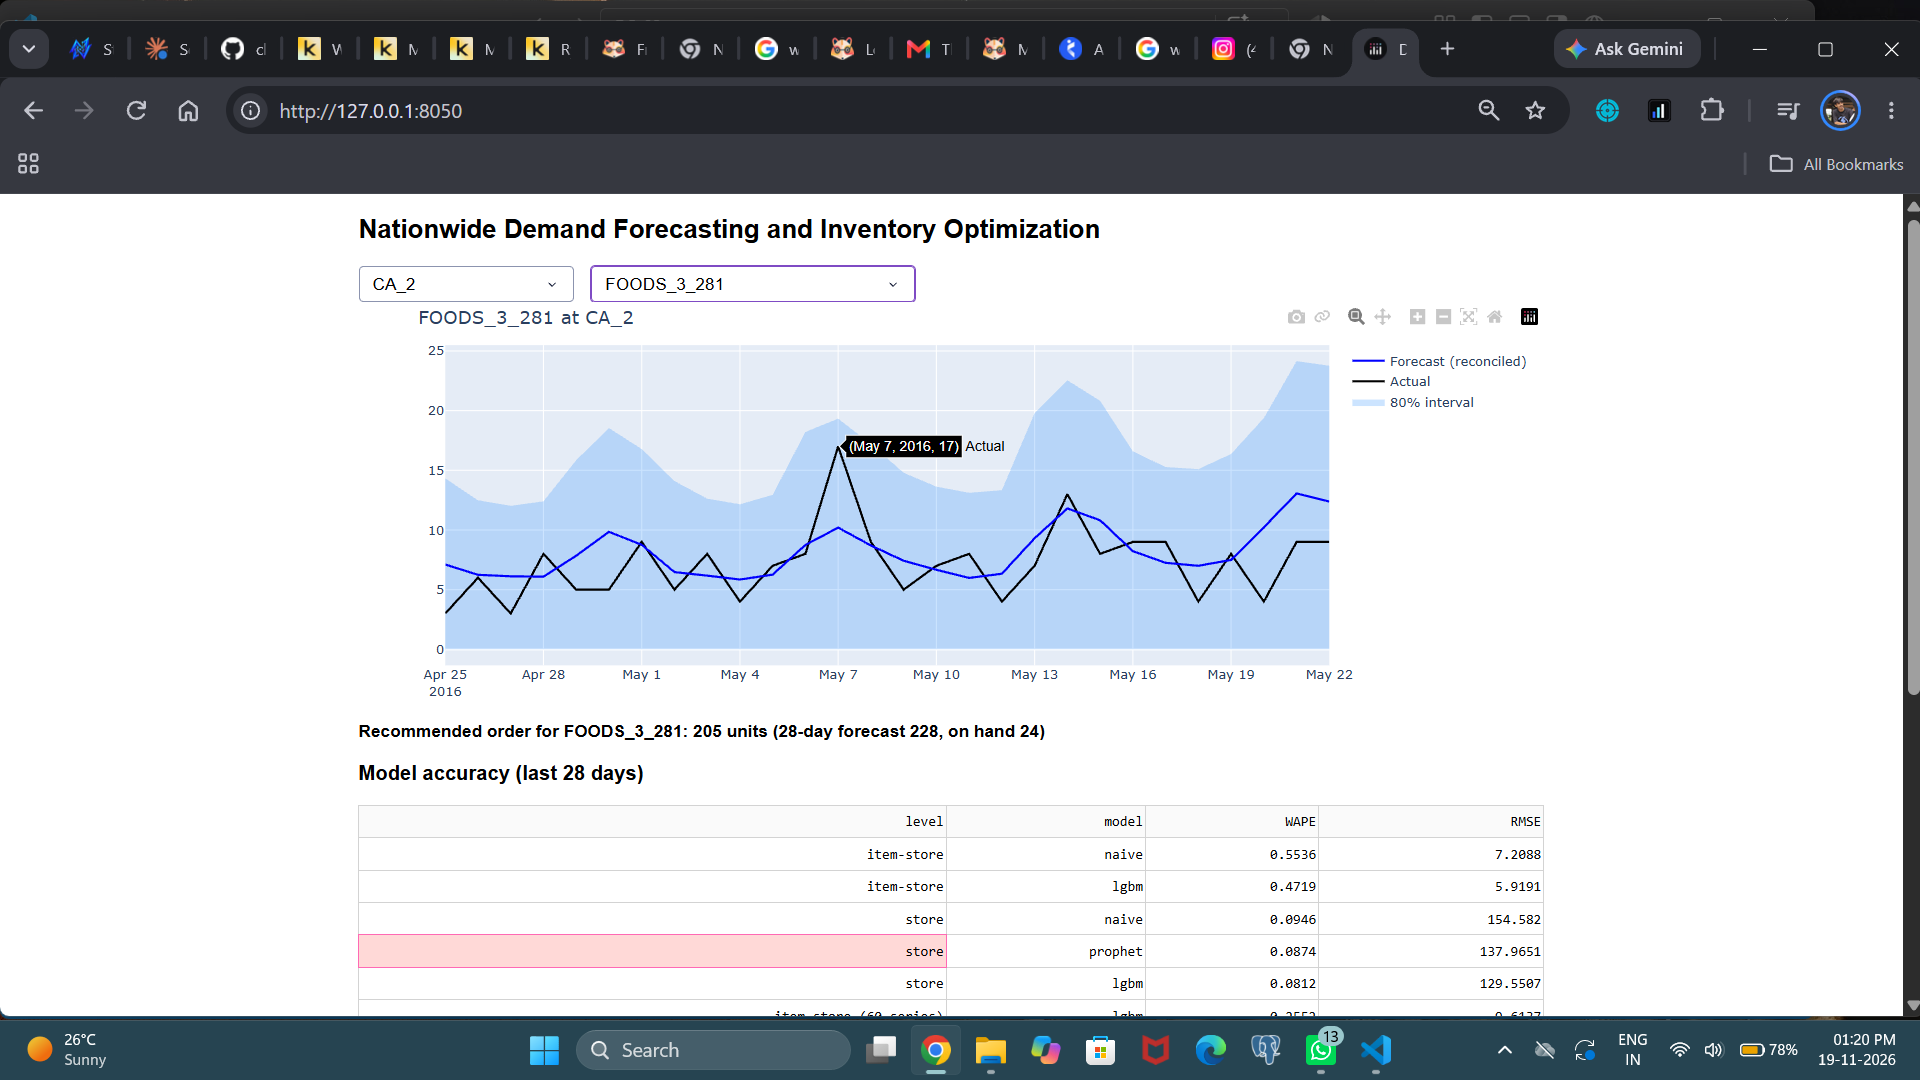 Ask Gemini
http://127.0.0.1:8050
All Bookmarks
Nationwide Demand Forecasting and Inventory Optimization
CA_2
FOODS_3_281
FOODS_3_281 at CA_2
25
20
15
10
5
0
(May 7, 2016, 17) Actual
Forecast (reconciled)
Actual
80% interval
Apr 25 Apr 28 May 1 May 4 May 7 May 10 May 13 May 16 May 19 May 22
2016
Recommended order for FOODS_3_281: 205 units (28-day forecast 228, on hand 24)
Model accuracy (last 28 days)
level model WAPE RMSE
item-store naive 0.5536 7.2088
item-store lgbm 0.4719 5.9191
store naive 0.0946 154.582
store prophet 0.0874 137.9651
store lgbm 0.0812 129.5507
26°C
Sunny
Search
13
ENG
IN
78%
01:20 PM
19-11-2026